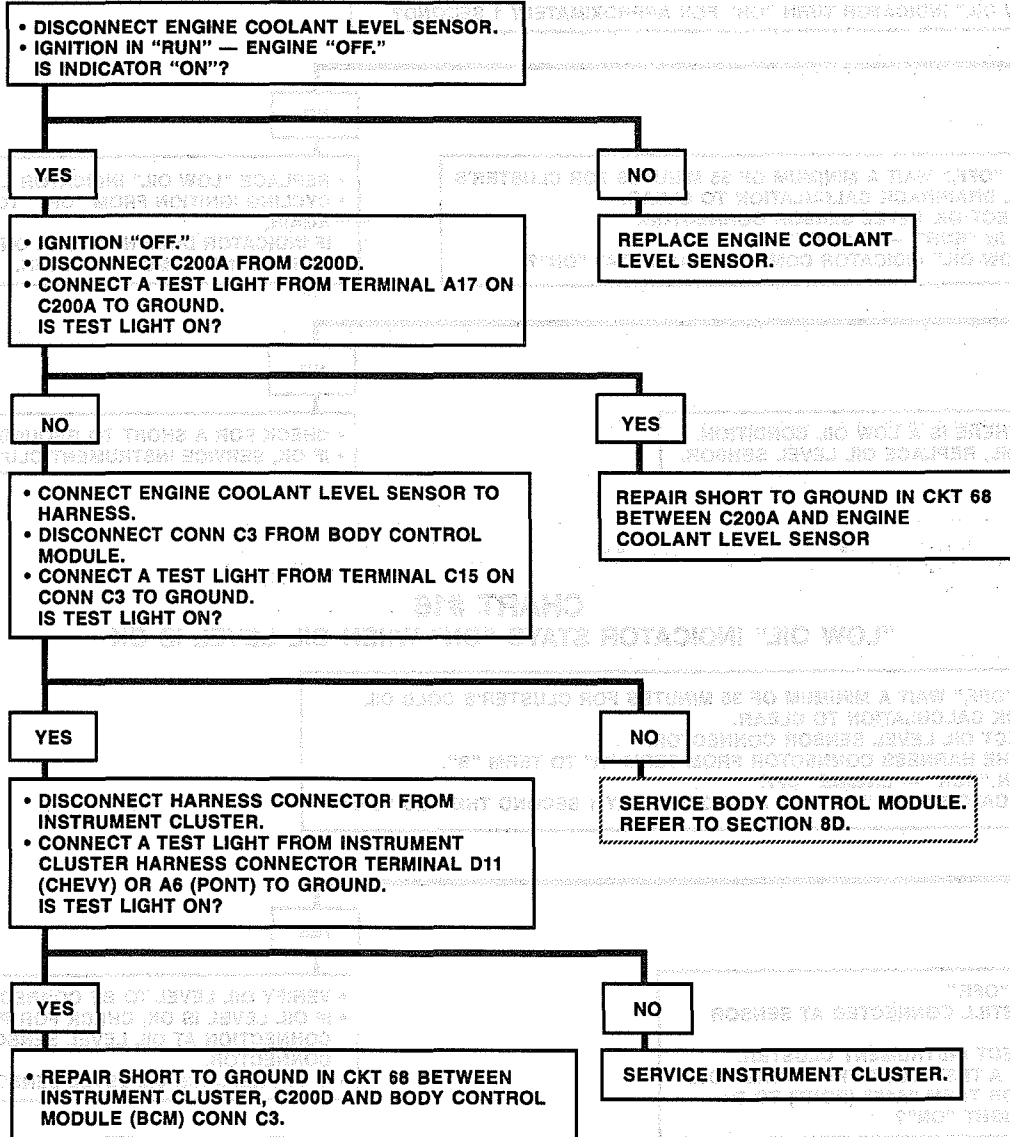 • DISCONNECT ENGINE COOLANT LEVEL SENSOR.
• IGNITION IN “RUN” — ENGINE “OFF.”
IS INDICATOR “ON”?
YES
NO
• IGNITION “OFF.”
• DISCONNECT C200A FROM C200D.
• CONNECT A TEST LIGHT FROM TERMINAL A17 ON
C200A TO GROUND.
IS TEST LIGHT ON?
REPLACE ENGINE COOLANT
LEVEL SENSOR.
NO
YES
• CONNECT ENGINE COOLANT LEVEL SENSOR TO
HARNESS.
• DISCONNECT CONN C3 FROM BODY CONTROL
MODULE.
• CONNECT A TEST LIGHT FROM TERMINAL C15 ON
CONN C3 TO GROUND.
IS TEST LIGHT ON?
REPAIR SHORT TO GROUND IN CKT 68
BETWEEN C200A AND ENGINE
COOLANT LEVEL SENSOR
YES
NO
• DISCONNECT HARNESS CONNECTOR FROM
INSTRUMENT CLUSTER.
• CONNECT A TEST LIGHT FROM INSTRUMENT
CLUSTER HARNESS CONNECTOR TERMINAL D11
(CHEVY) OR A6 (PONT) TO GROUND.
IS TEST LIGHT ON?
SERVICE BODY CONTROL MODULE.
REFER TO SECTION 8D.
YES
NO
• REPAIR SHORT TO GROUND IN CKT 68 BETWEEN
INSTRUMENT CLUSTER, C200D AND BODY CONTROL
MODULE (BCM) CONN C3.
SERVICE INSTRUMENT CLUSTER.